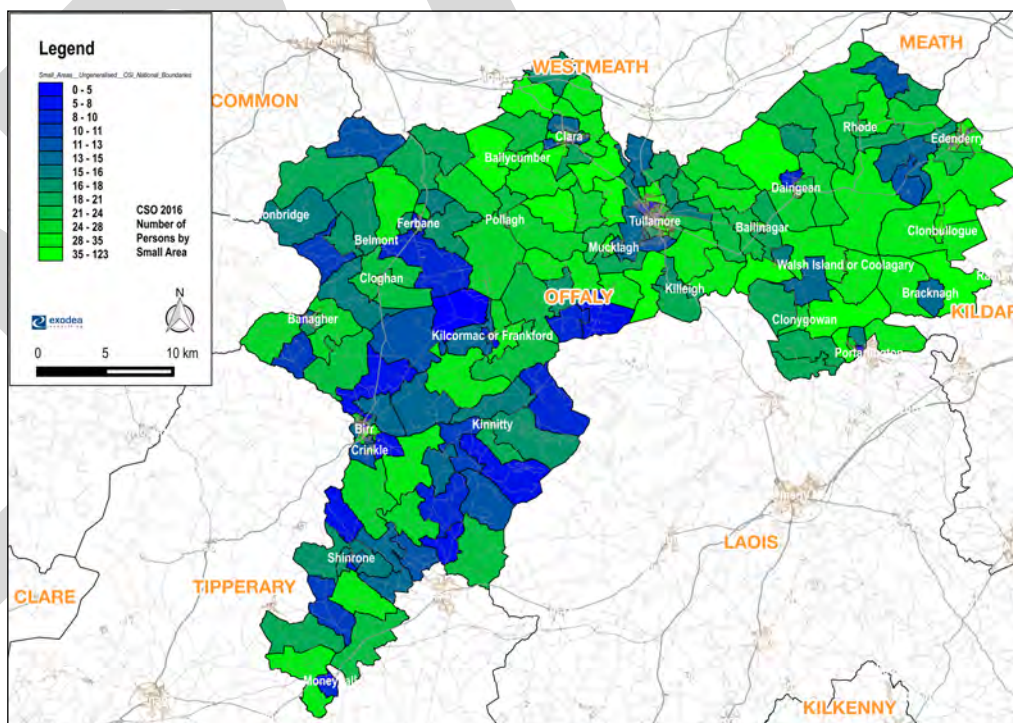 Legend
Small_Areas__Ungeneralised__OSi_National_Boundaries
0 - 5
5 - 8
8 - 10
10 - 11
11 - 13
13 - 15
15 - 16
16 - 18
18 - 21
21 - 24
24 - 28
28 - 35
35 - 123
CSO 2016
Number of
Persons by
Small Area
exodea
consulting
N
0 5 10 km
MEATH
WESTMEATH
COMMON
Clara
Rhode
Edenderry
Ballycumber
Daingean
onbridge
Ferbane
Pollagh
Tullamore
Ballinagar
Clonbullogue
Belmont
Mucklagh
Cloghan
Walsh Island or Coolagary
Killeigh
OFFALY
Bracknagh
KILDAR
Banagher
Clonygowan
Kilcormac or Frankford
Portarlington
Kinnitty
Birr
Crinkle
LAOIS
Shinrone
TIPPERARY
CLARE
KILKENNY